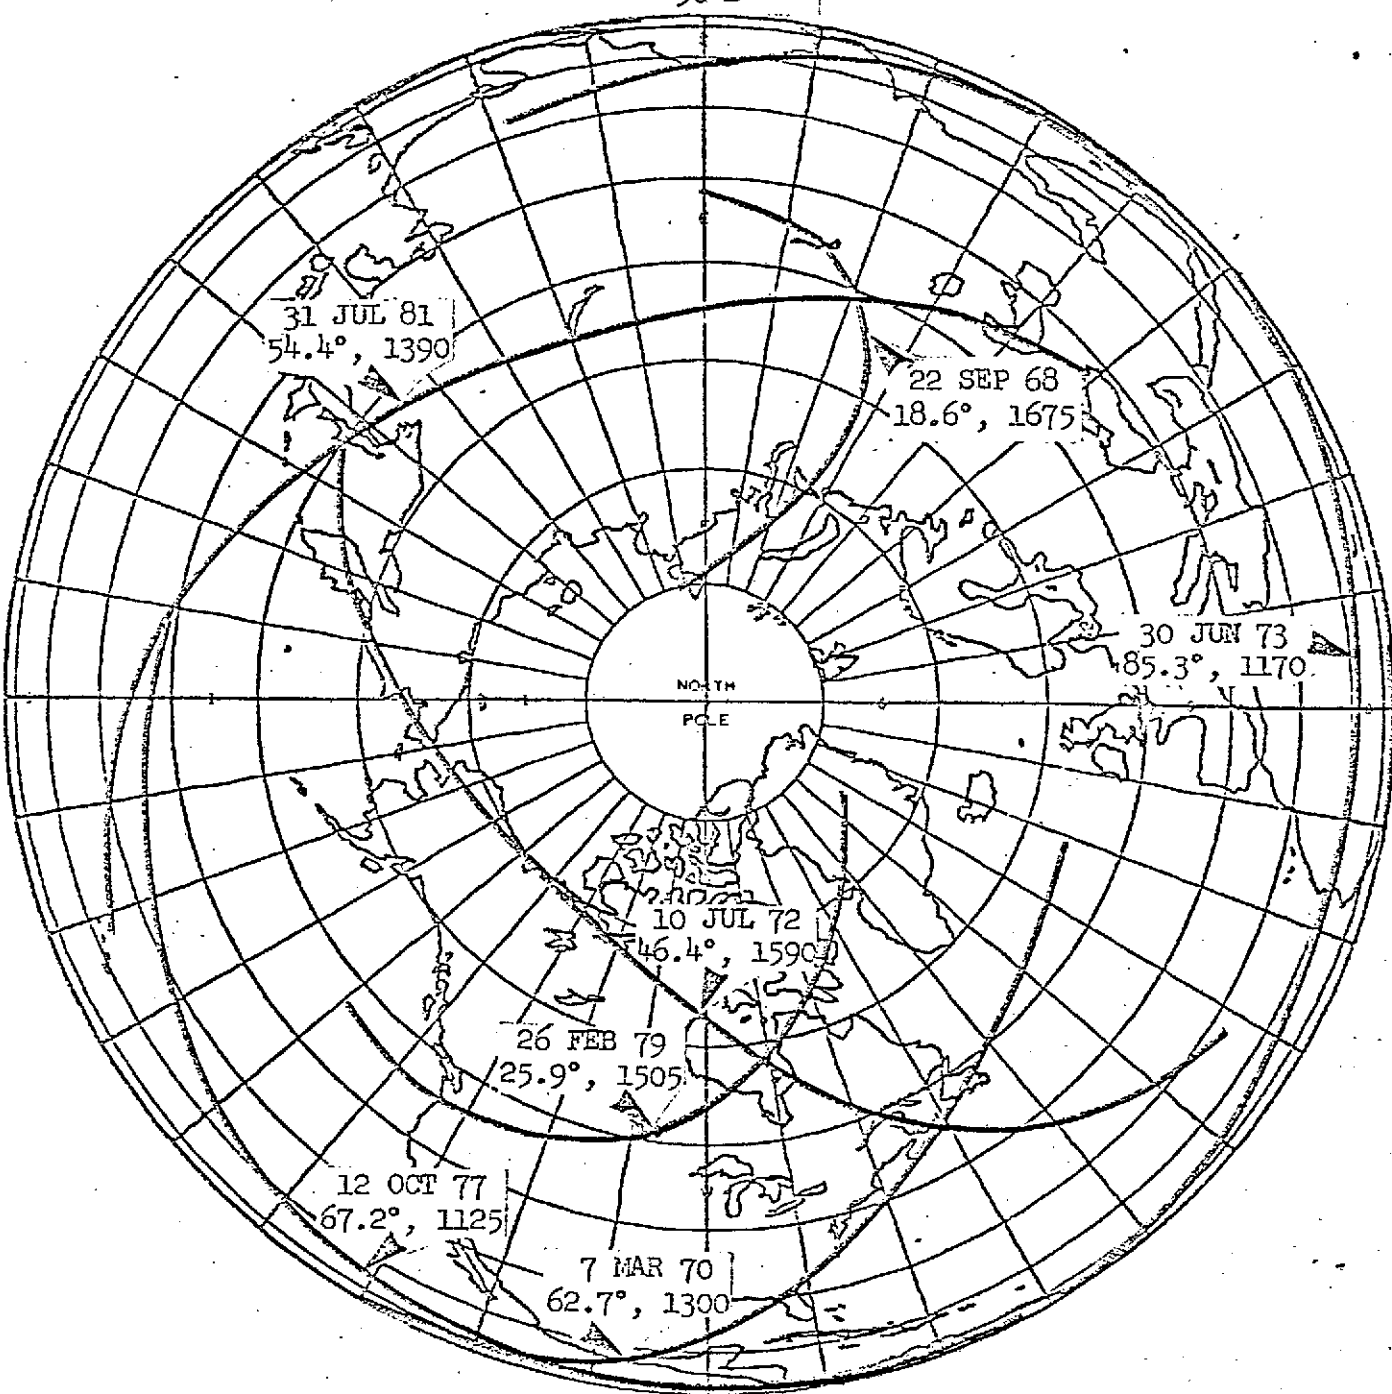 31 JUL 81
54.4°, 1390
22 SEP 68
18.6°, 1675
30 JUN 73
85.3°, 1170
NORTH
POLE
10 JUL 72
46.4°, 1590
26 FEB 79
25.9°, 1505
12 OCT 77
67.2°, 1125
7 MAR 70
62.7°, 1300